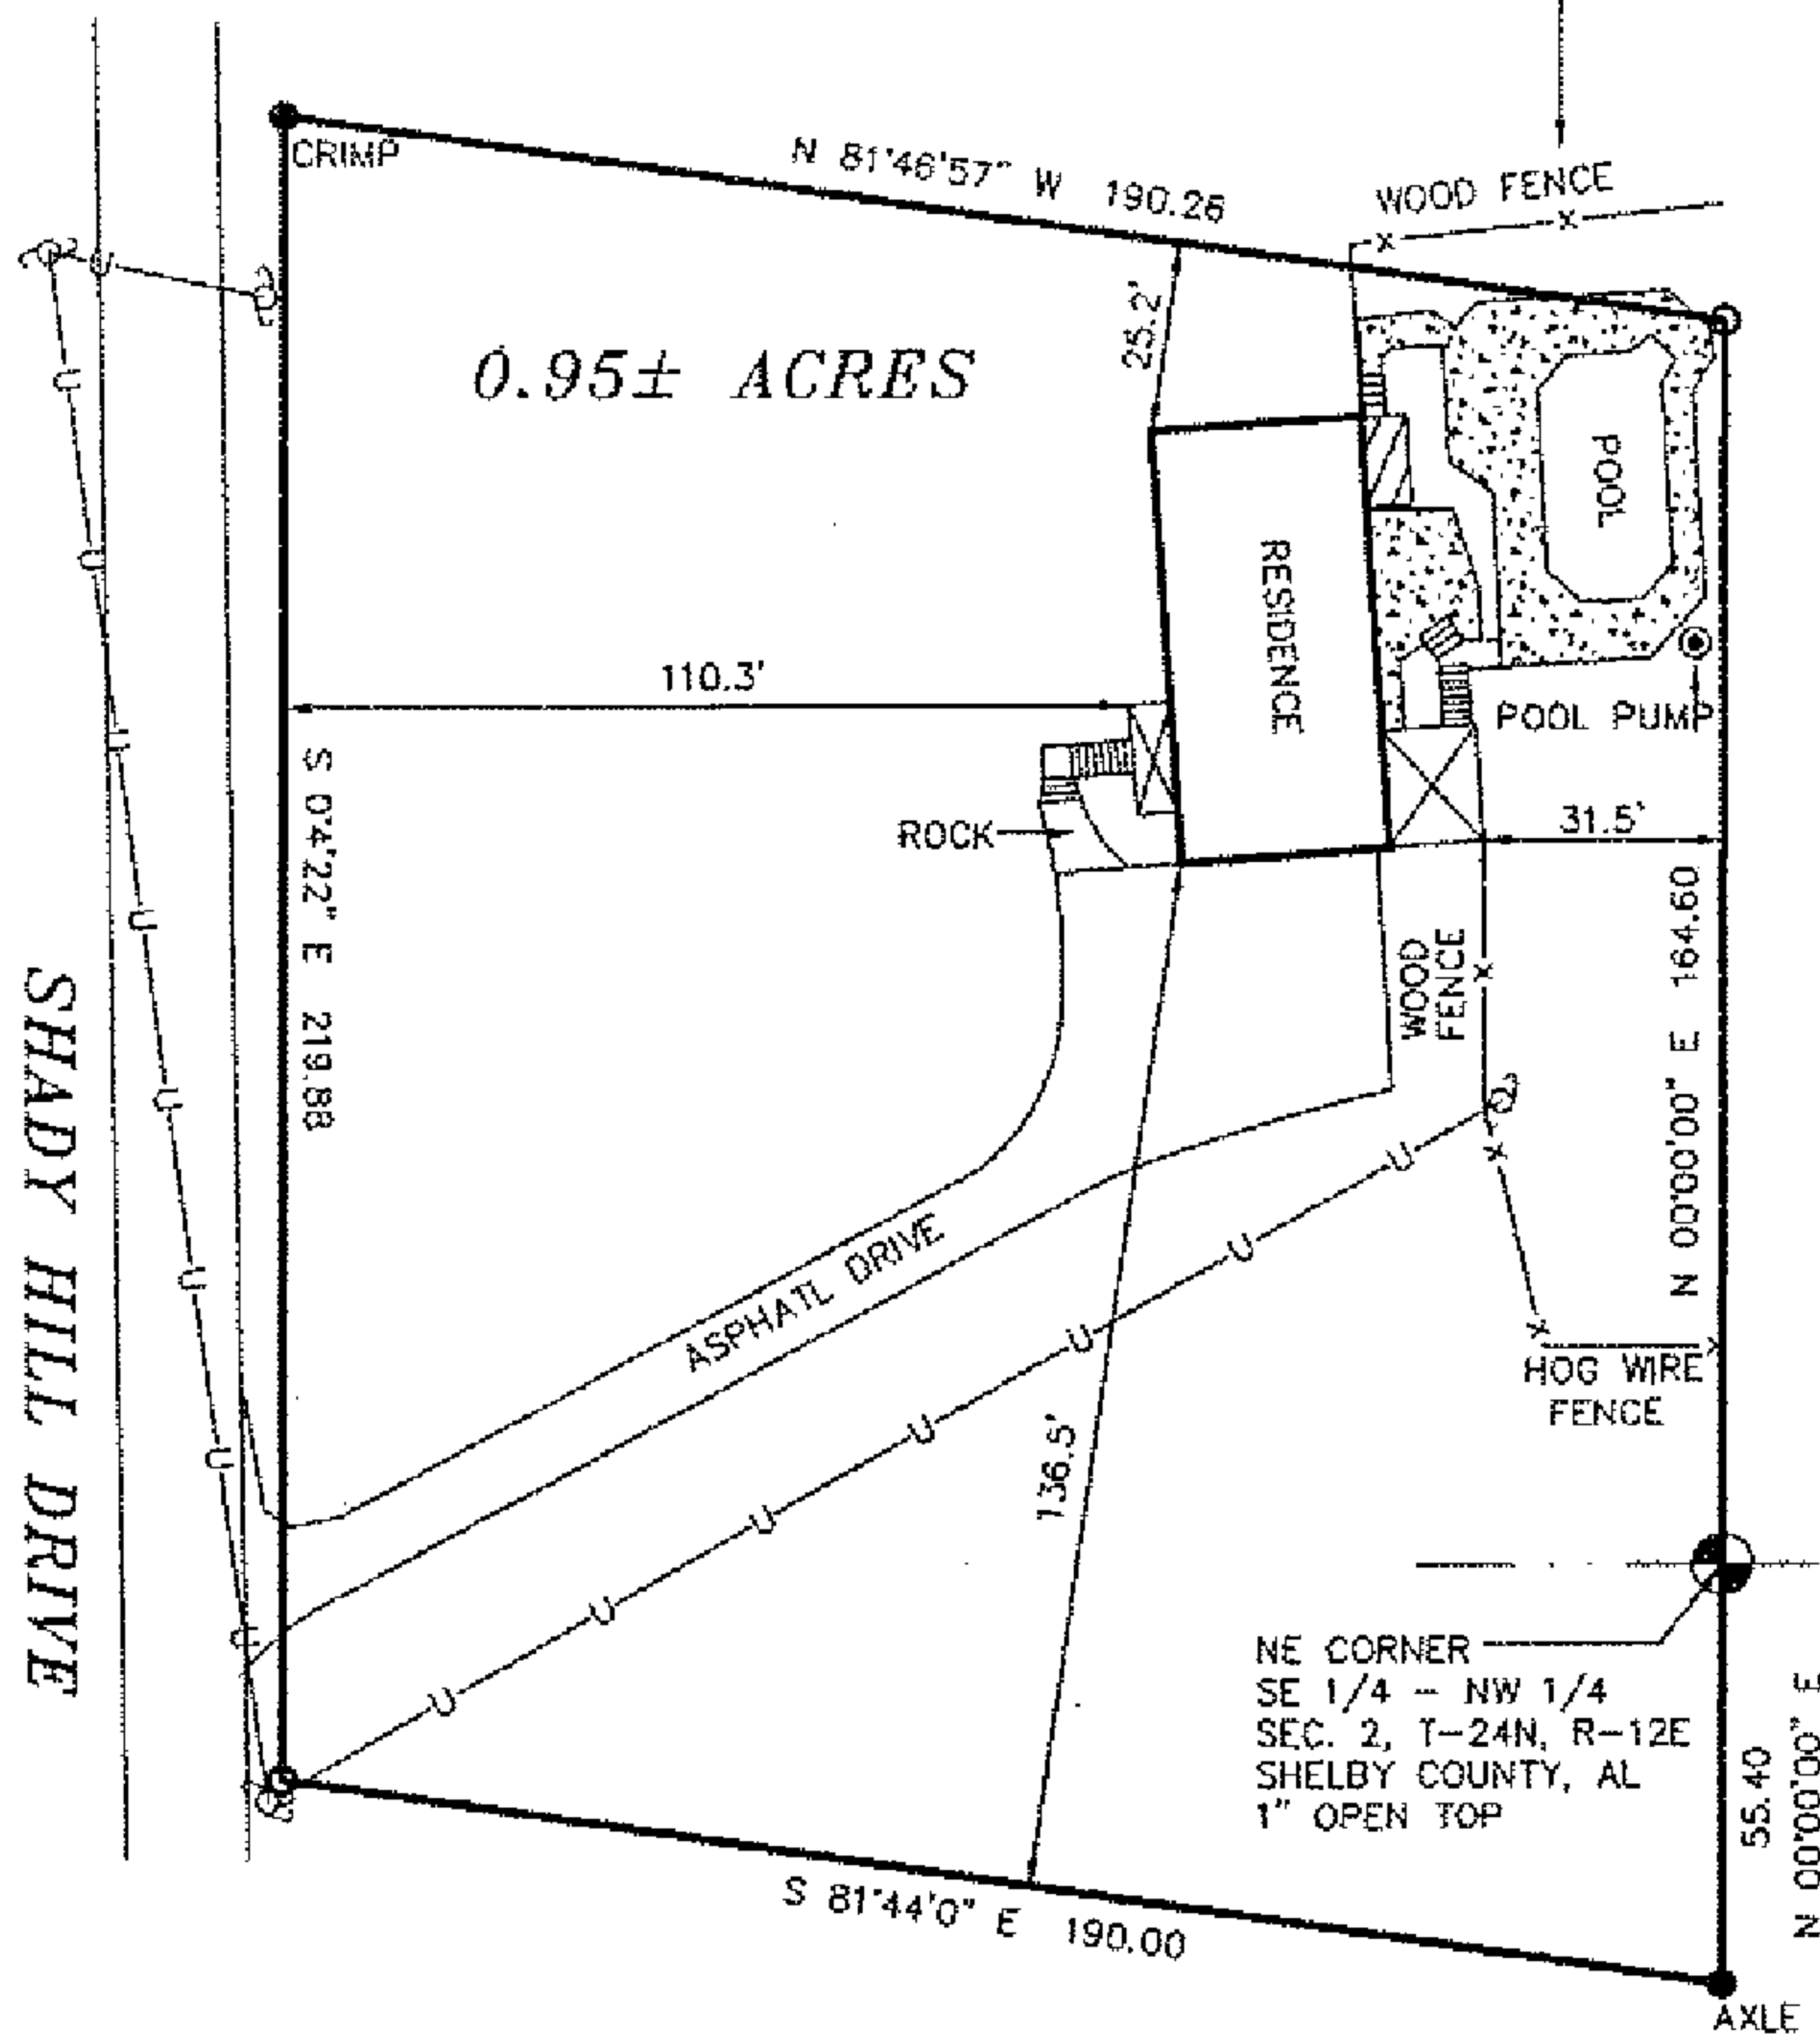 CRIMP
N 81°46'57" W 190.26
WOOD FENCE
25.2'
0.95± ACRES
POOL
RESIDENCE
110.3'
POOL PUMP
S 0°4'22" E 219.88
ROCK
31.5'
WOOD
FENCE
N 00°00'00" E 164.60
SHADY HILL DRIVE
ASPHATL DRIVE
HOG WIRE
FENCE
136.5'
NE CORNER
SE 1/4 - NW 1/4
SEC. 2, T-24N, R-12E
SHELBY COUNTY, AL
1" OPEN TOP
55.40
N 00°00'00" E
S 81°44'0" E 190.00
AXLE